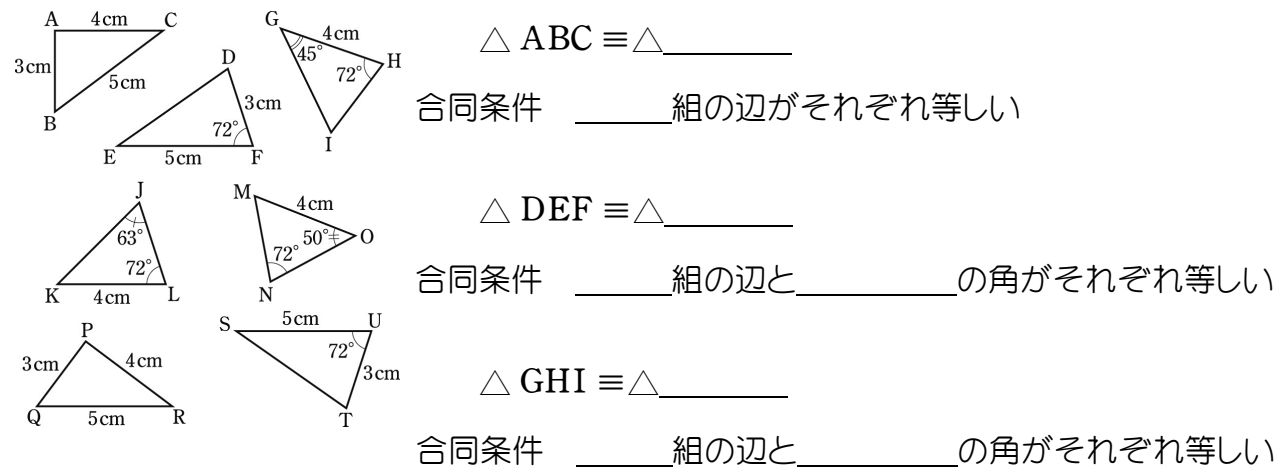 A 4cm C
3cm
5cm
B
G
4cm
45°
72° H
I
D
3cm
72°
E 5cm F
J
63°
72°
K 4cm L
M
4cm
50° O
72°
N
P
3cm 4cm
Q 5cm R
S 5cm U
72°
3cm
T
△ ABC ≡ △
合同条件 組の辺がそれぞれ等しい
△ DEF ≡ △
合同条件 組の辺と の角がそれぞれ等しい
△ GHI ≡ △
合同条件 組の辺と の角がそれぞれ等しい